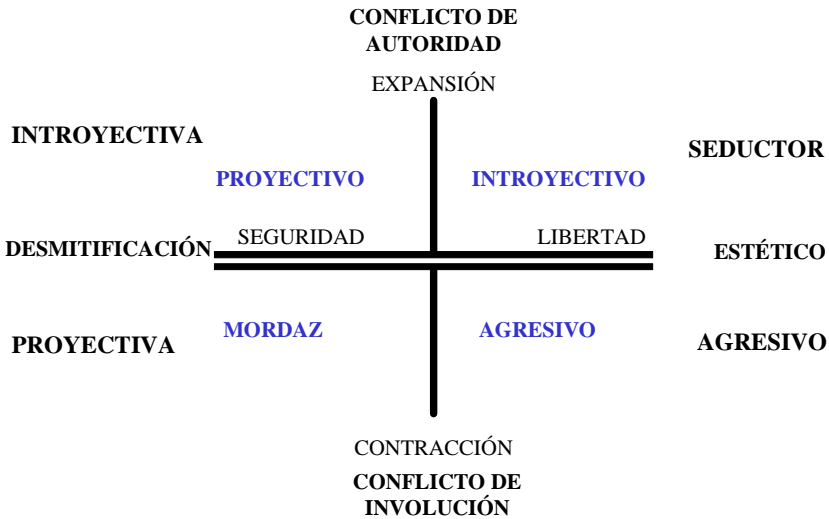 CONFLICTO DE
AUTORIDAD
EXPANSIÓN
INTROYECTIVA
SEDUCTOR
PROYECTIVO
INTROYECTIVO
DESMITIFICACIÓN
SEGURIDAD
LIBERTAD
ESTÉTICO
PROYECTIVA
MORDAZ
AGRESIVO
AGRESIVO
CONTRACCIÓN
CONFLICTO DE
INVOLUCIÓN